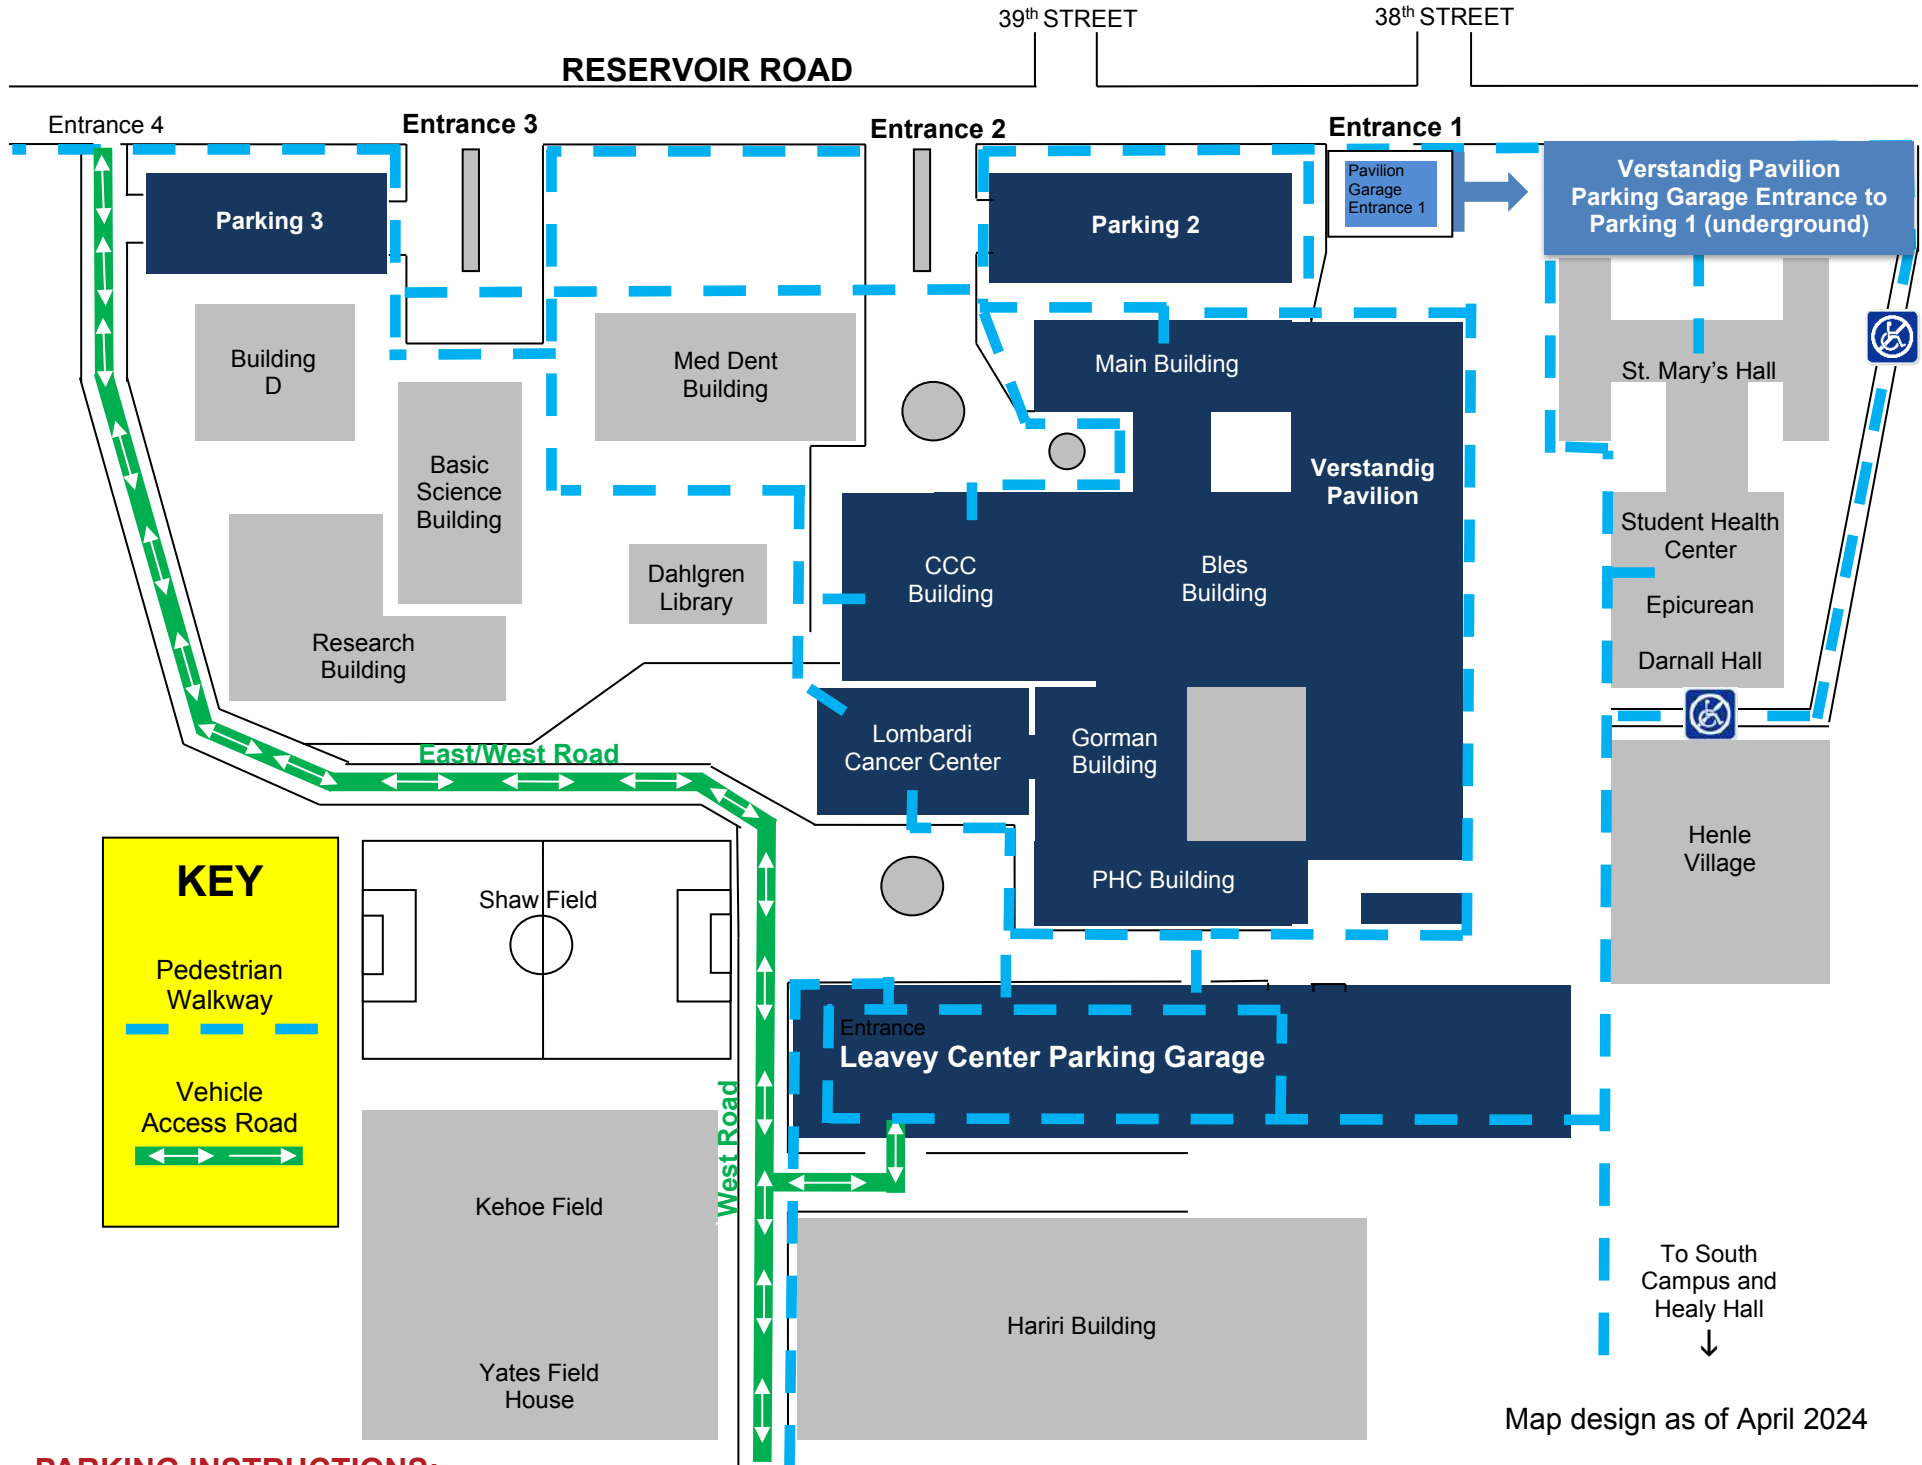 39th STREET
38th STREET
RESERVOIR ROAD
Entrance 4
Entrance 3
Entrance 2
Entrance 1
Parking 3
Parking 2
Pavilion
Garage
Entrance 1
Verstandig Pavilion
Parking Garage Entrance to
Parking 1 (underground)
Building
D
Med Dent
Building
Main Building
St. Mary's Hall
Basic
Science
Building
Verstandig
Pavilion
Student Health
Center
Dahlgren
Library
CCC
Building
Bles
Building
Epicurean
Research
Building
Darnall Hall
East/West Road
Lombardi
Cancer Center
Gorman
Building
Henle
Village
KEY
Pedestrian
Walkway
Vehicle
Access Road
Shaw Field
PHC Building
Entrance
Leavey Center Parking Garage
West Road
Kehoe Field
Yates Field
House
Hariri Building
To South
Campus and
Healy Hall
↓
Map design as of April 2024
PARKING INSTRUCTIONS: